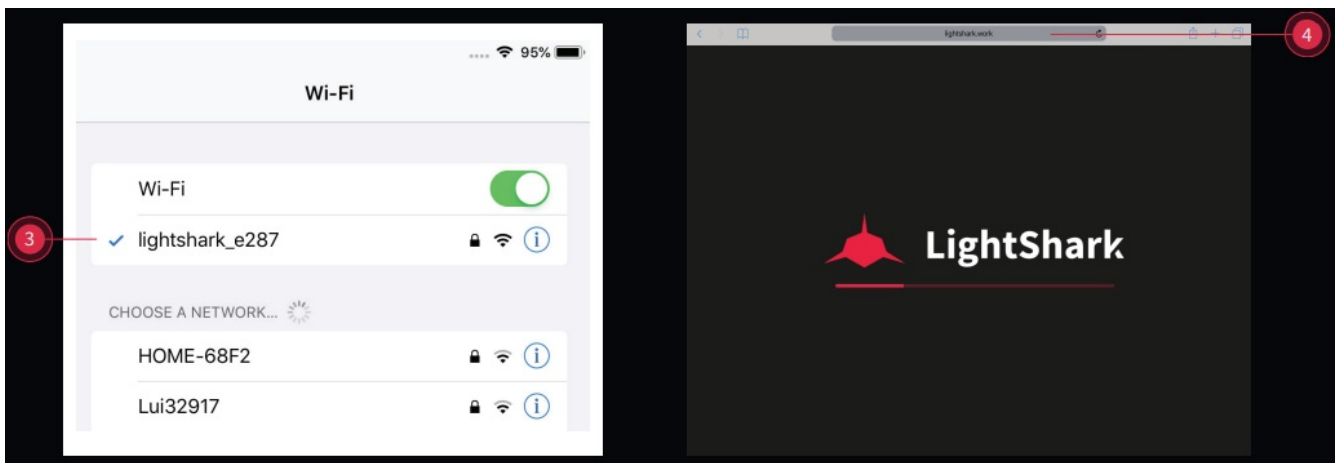 95%
Wi-Fi
Wi-Fi
3
lightshark_e287
CHOOSE A NETWORK...
HOME-68F2
Lui32917
lightshark.work
4
LightShark